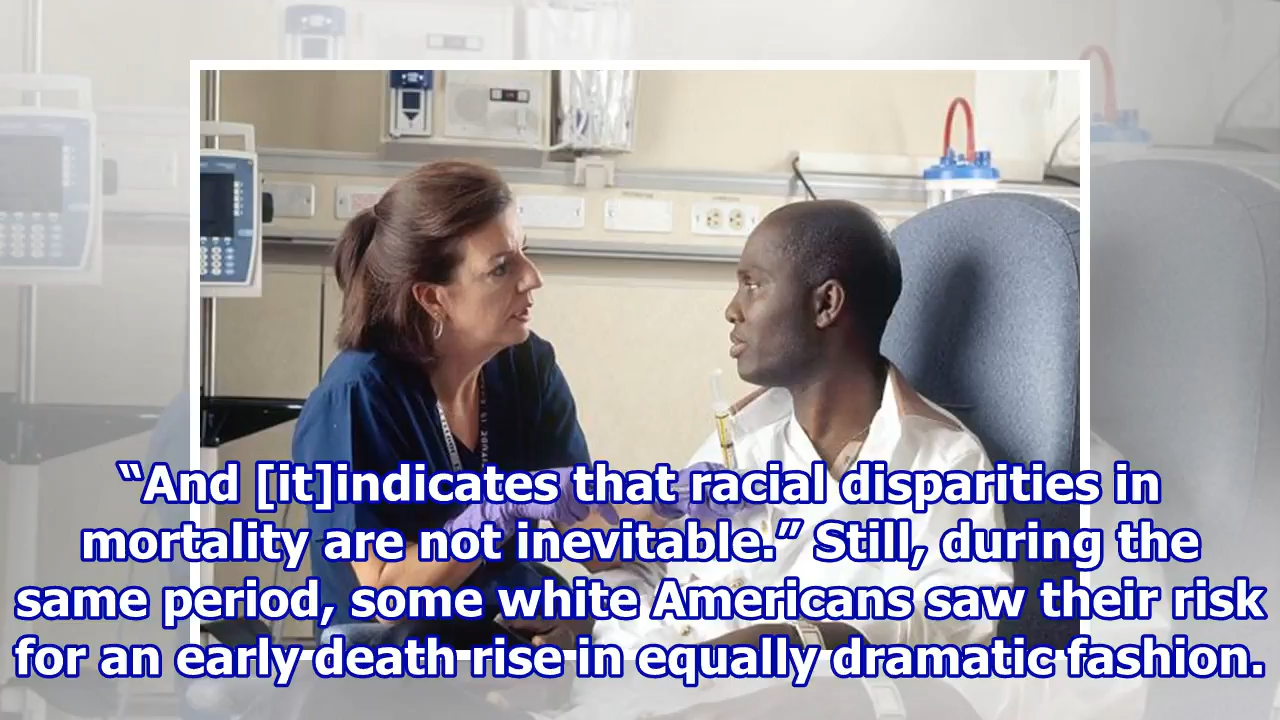 “And [it]indicates that racial disparities in
mortality are not inevitable.” Still, during the
same period, some white Americans saw their risk
for an early death rise in equally dramatic fashion.